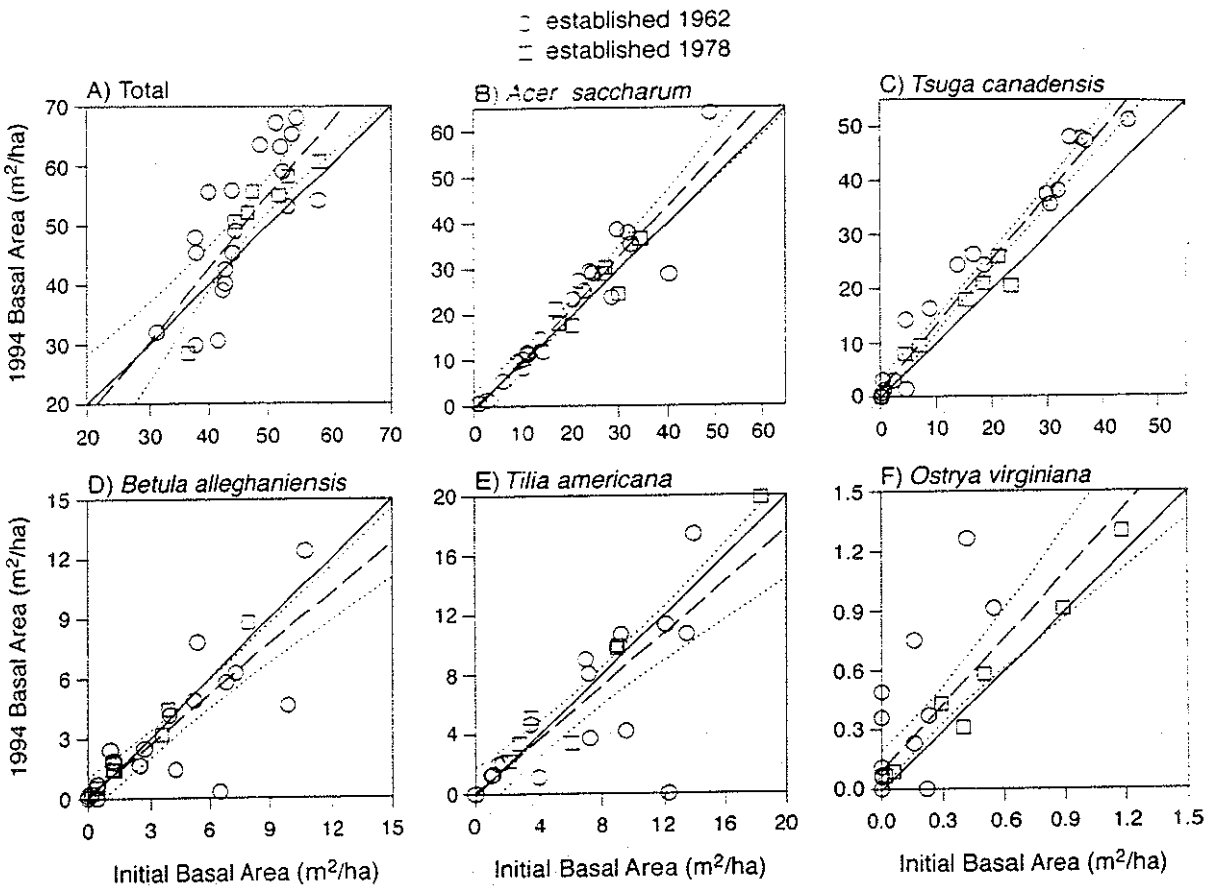 established 1962
established 1978
A) Total
B) Acer saccharum
C) Tsuga canadensis
1994 Basal Area (m²/ha)
70
60
50
40
30
20
20 30 40 50 60 70
60
50
40
30
20
10
0
0 10 20 30 40 50 60
50
40
30
20
10
0
0 10 20 30 40 50
D) Betula alleghaniensis
E) Tilia americana
F) Ostrya virginiana
1994 Basal Area (m²/ha)
15
12
9
6
3
0
0 3 6 9 12 15
20
16
12
8
4
0
0 4 8 12 16 20
1.5
1.2
0.9
0.6
0.3
0.0
0.0 0.3 0.6 0.9 1.2 1.5
Initial Basal Area (m²/ha)
Initial Basal Area (m²/ha)
Initial Basal Area (m²/ha)